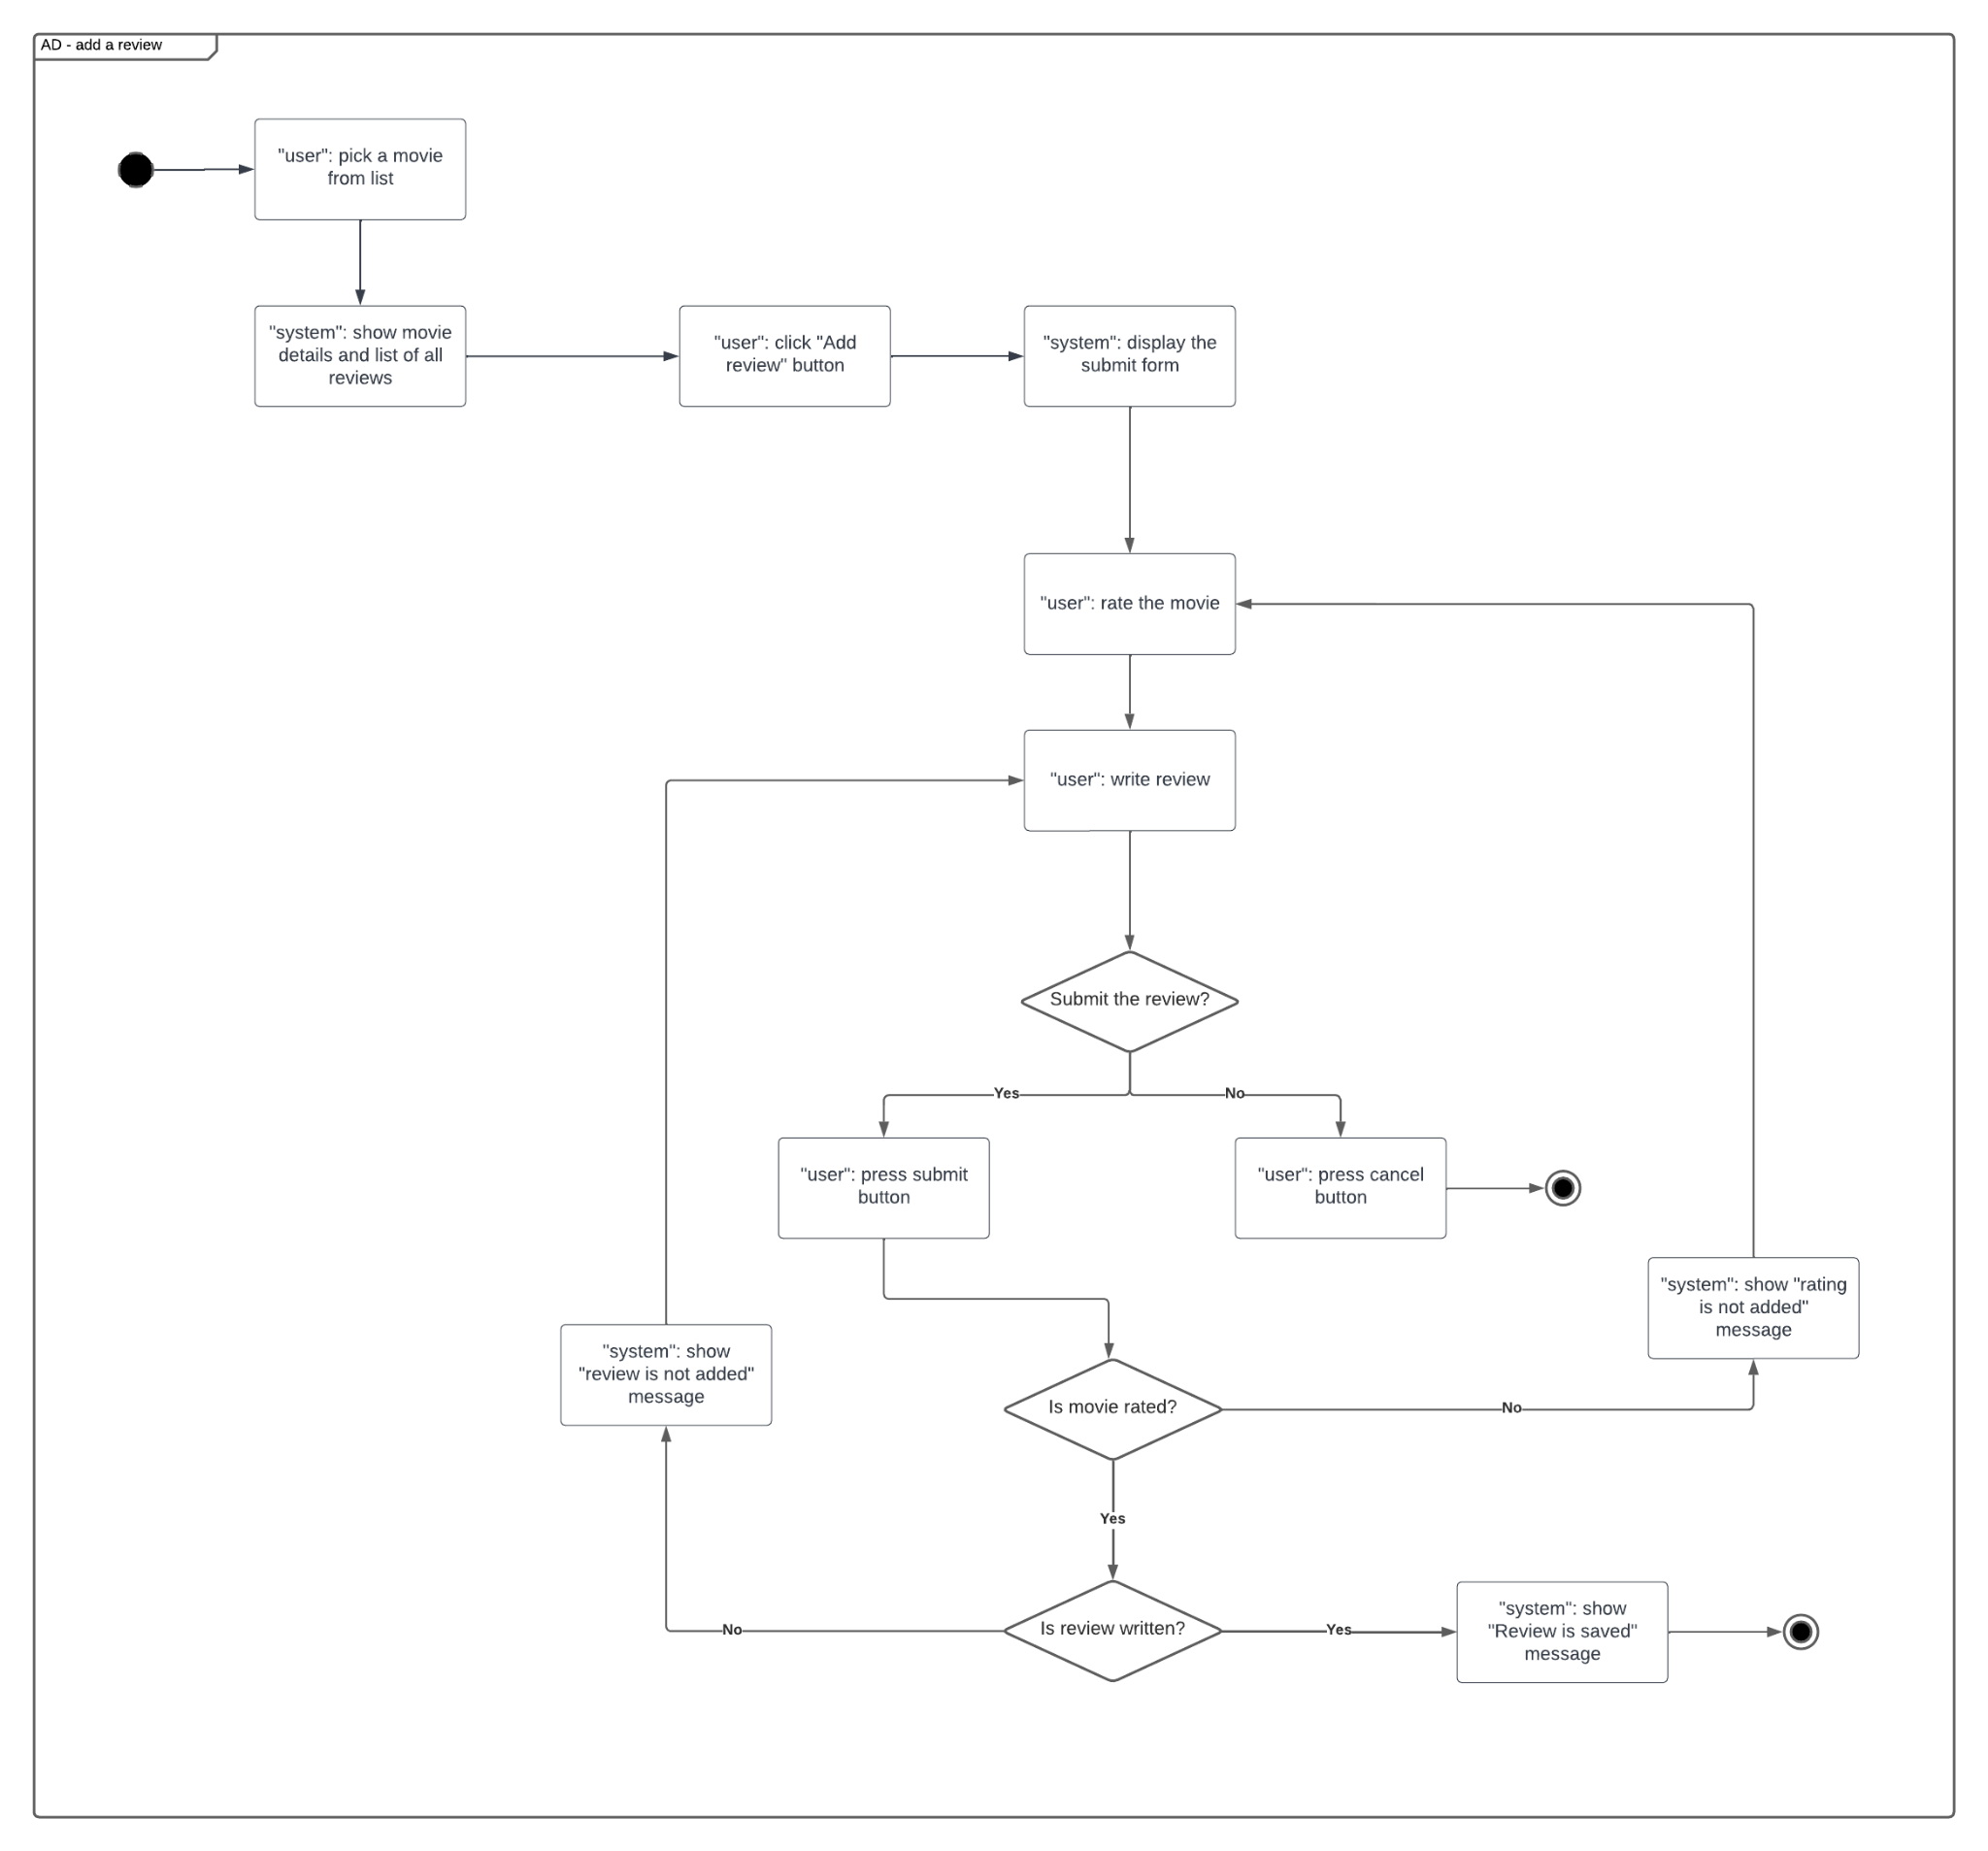 AD - add a review
"user": pick a movie
from list
"system": show movie
details and list of all
reviews
"user": click "Add
review" button
"system": display the
submit form
"user": rate the movie
"user": write review
Submit the review?
Yes
No
"user": press submit
button
"user": press cancel
button
"system": show "rating
is not added"
message
"system": show
"review is not added"
message
Is movie rated?
No
Yes
Is review written?
No
Yes
"system": show
"Review is saved"
message